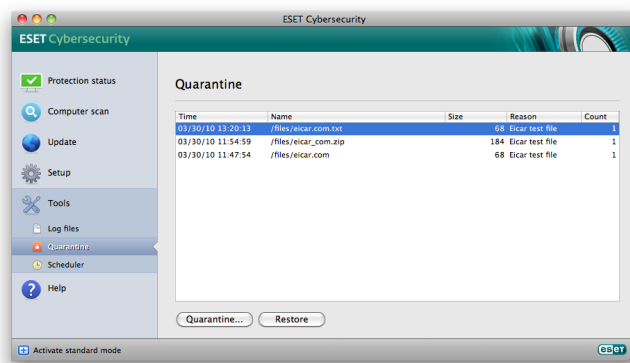 ESET Cybersecurity
ESET Cybersecurity
Protection status
Computer scan
Update
Setup
Tools
Log files
Quarantine
Scheduler
Help
Quarantine
Time Name Size Reason Count
03/30/10 13:20:13 /files/eicar.com.txt 68 Eicar test file 1
03/30/10 11:54:59 /files/eicar_com.zip 184 Eicar test file 1
03/30/10 11:47:54 /files/eicar.com 68 Eicar test file 1
Quarantine... Restore
Activate standard mode
eseT